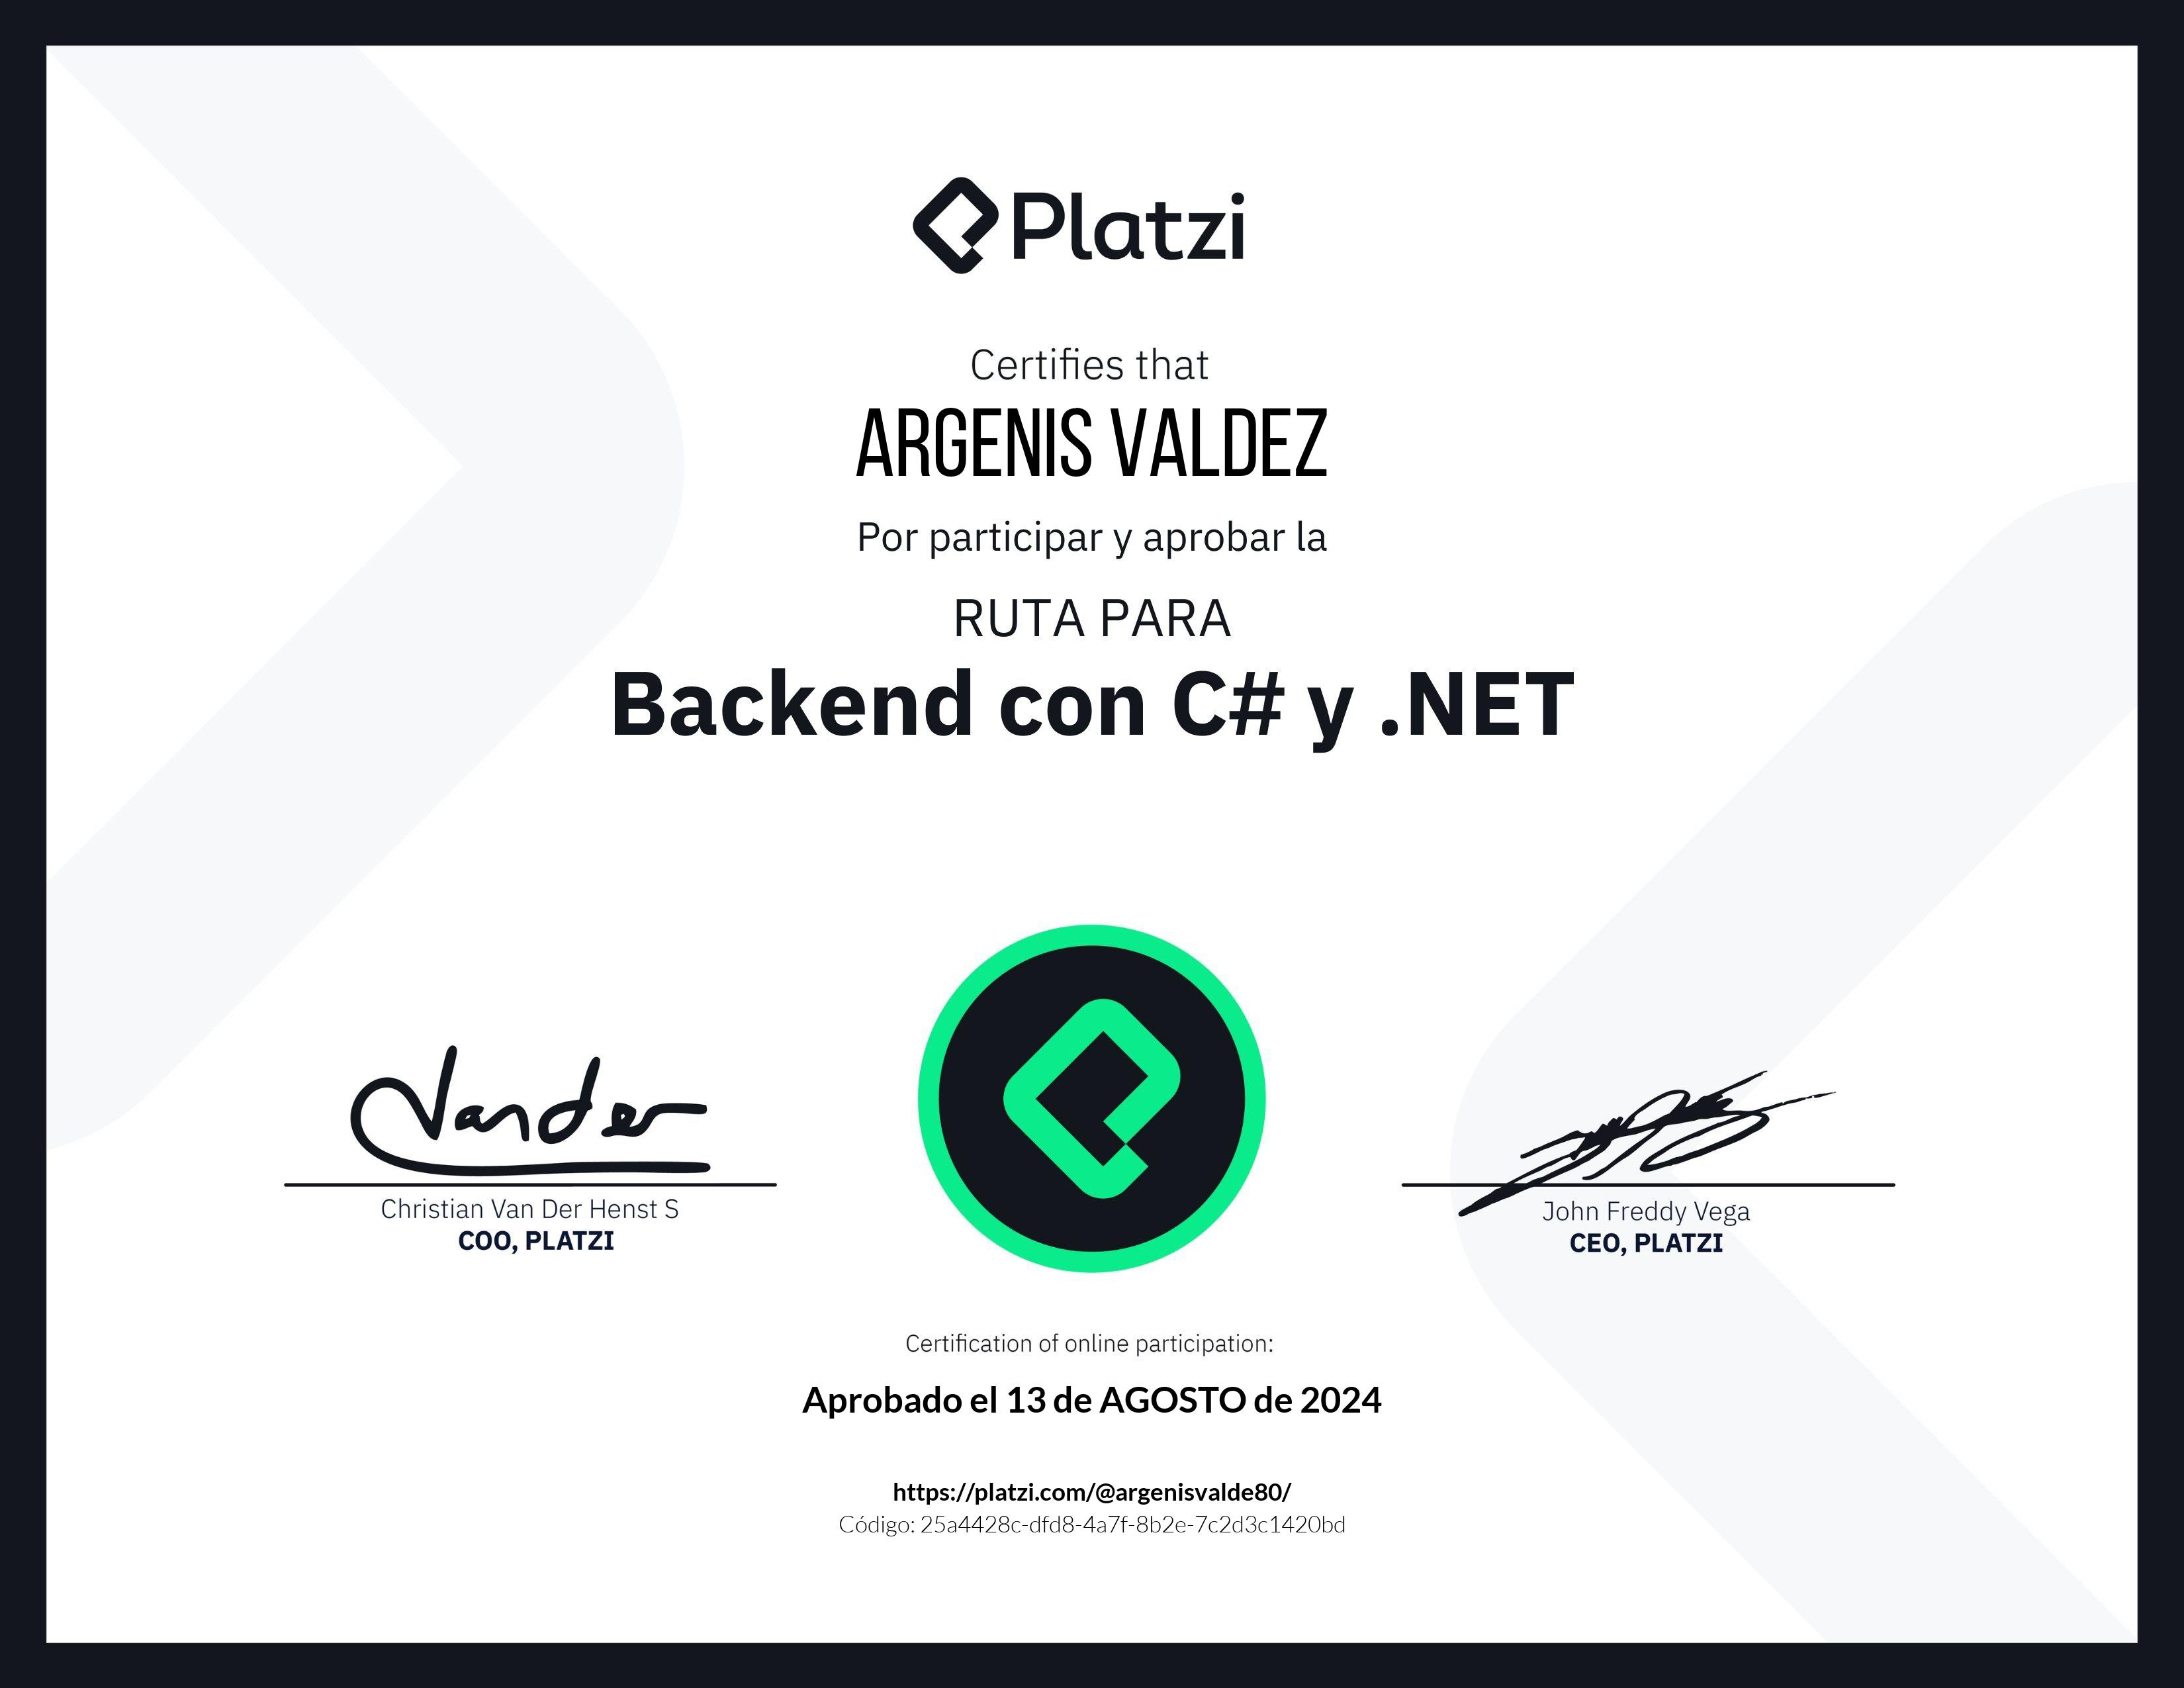 Platzi
Certifies that
ARGENIS VALDEZ
Por participar y aprobar la
RUTA PARA
Backend con C# y .NET
Vander
Christian Van Der Henst S
COO, PLATZI
John Freddy Vega
CEO, PLATZI
Certification of online participation:
Aprobado el 13 de AGOSTO de 2024
https://platzi.com/@argenisvalde80/
Código: 25a4428c-dfd8-4a7f-8b2e-7c2d3c1420bd